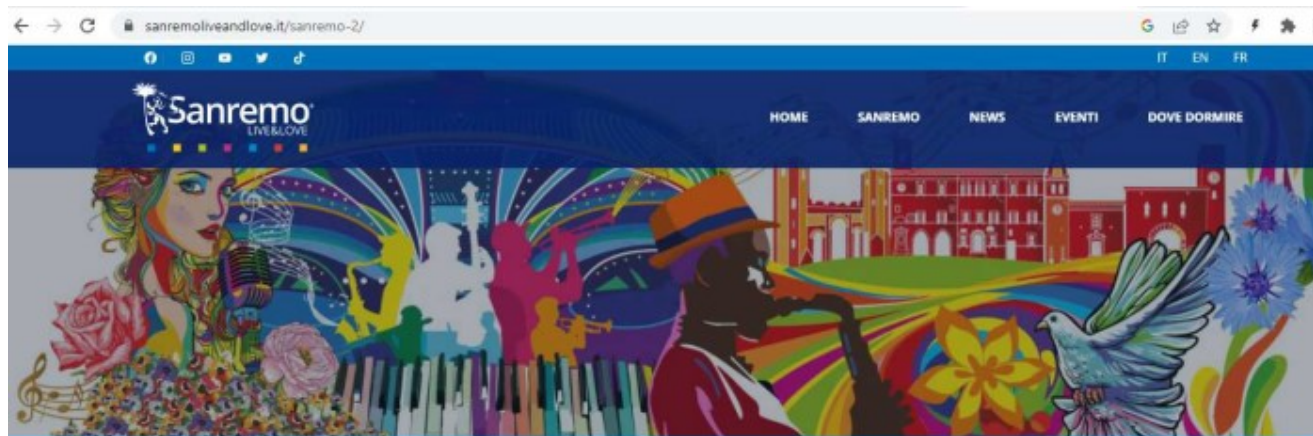 sanremoliveandlove.it/sanremo-2/
IT EN FR
Sanremo
LIVE&LOVE
HOME SANREMO NEWS EVENTI DOVE DORMIRE